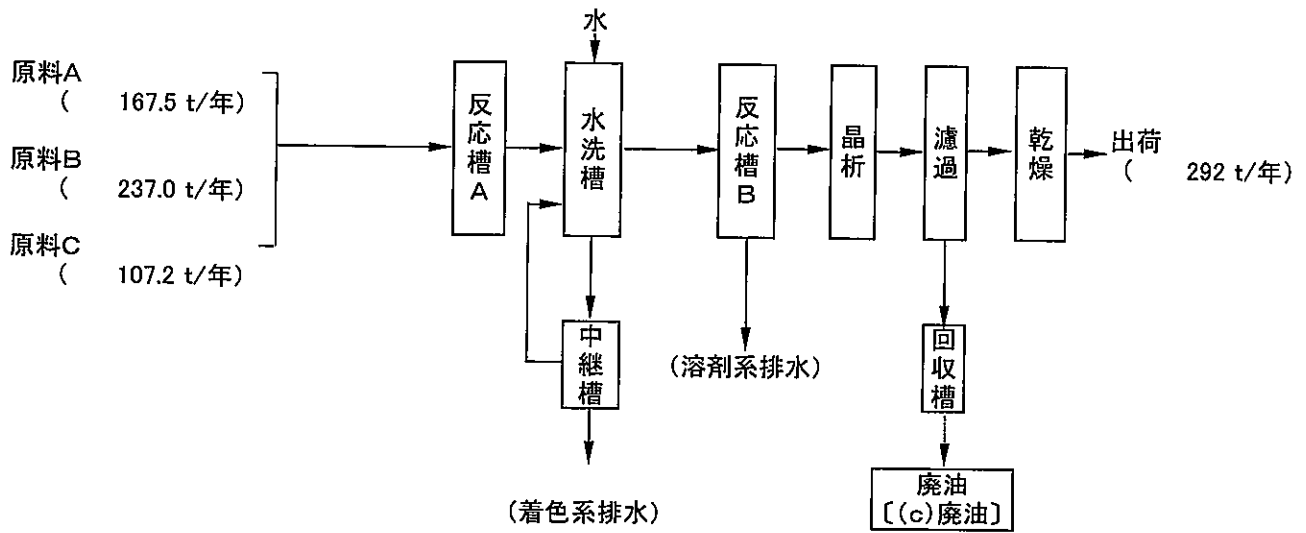 水
原料A
( 167.5 t/年)
原料B
( 237.0 t/年)
原料C
( 107.2 t/年)
反応槽A
水洗槽
反応槽B
晶析
濾過
乾燥
出荷
( 292 t/年)
中継槽
(溶剤系排水)
回収槽
(着色系排水)
廃油
〔(c)廃油〕